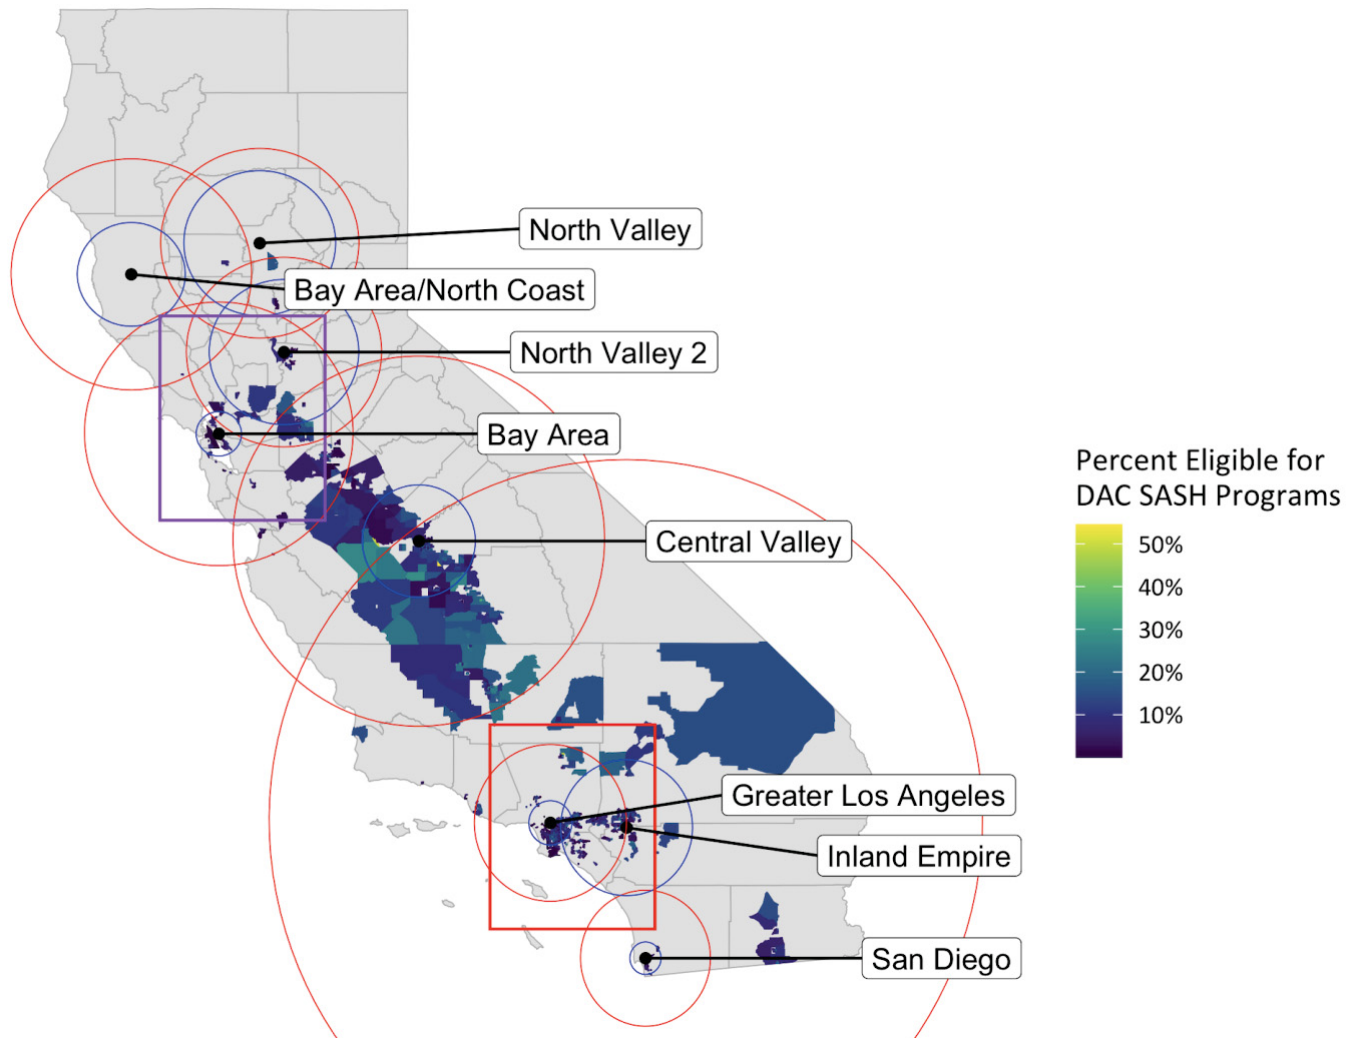 North Valley
Bay Area/North Coast
North Valley 2
Bay Area
Percent Eligible for
DAC SASH Programs
50%
40%
30%
20%
10%
Central Valley
Greater Los Angeles
Inland Empire
San Diego